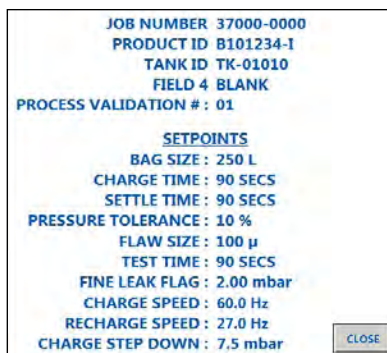 JOB NUMBER 37000-0000
PRODUCT ID B101234-I
TANK ID TK-01010
FIELD 4 BLANK
PROCESS VALIDATION # : 01
SETPOINTS
BAG SIZE : 250 L
CHARGE TIME : 90 SECS
SETTLE TIME : 90 SECS
PRESSURE TOLERANCE : 10 %
FLAW SIZE : 100 µ
TEST TIME : 90 SECS
FINE LEAK FLAG : 2.00 mbar
CHARGE SPEED : 60.0 Hz
RECHARGE SPEED : 27.0 Hz
CHARGE STEP DOWN : 7.5 mbar
CLOSE